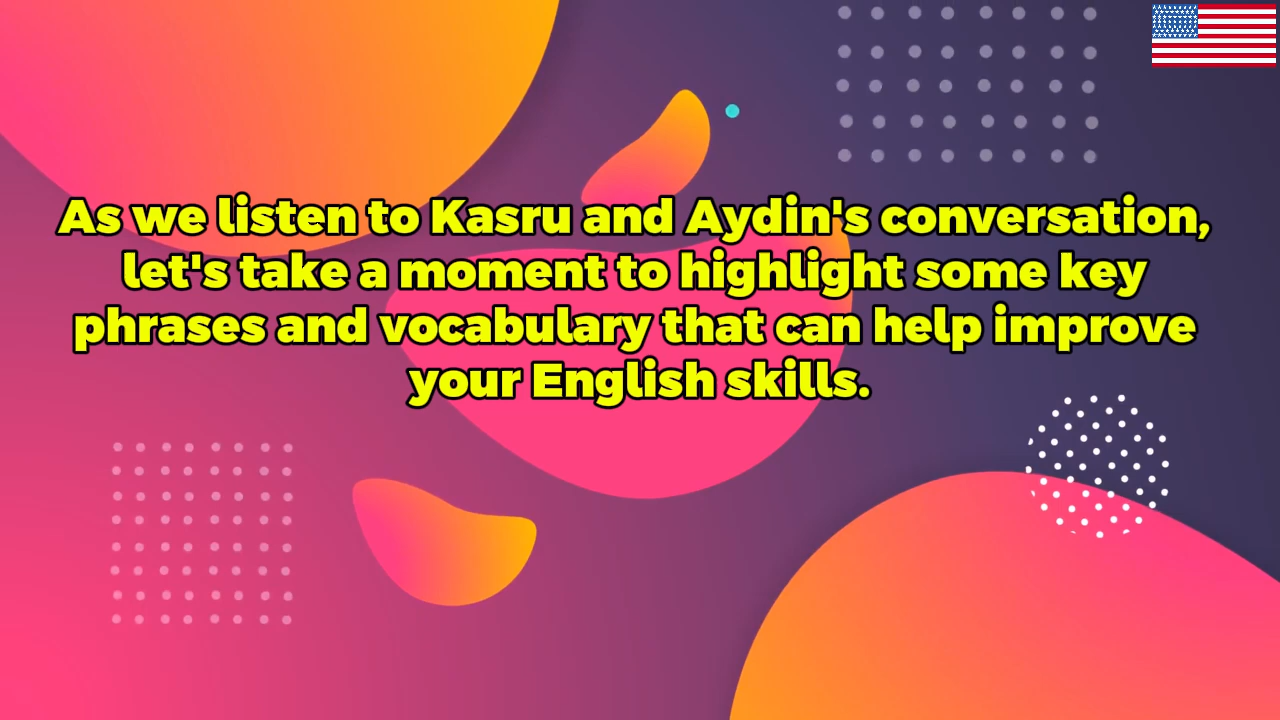 As we listen to Kasru and Aydin's conversation,
let's take a moment to highlight some key
phrases and vocabulary that can help improve
your English skills.